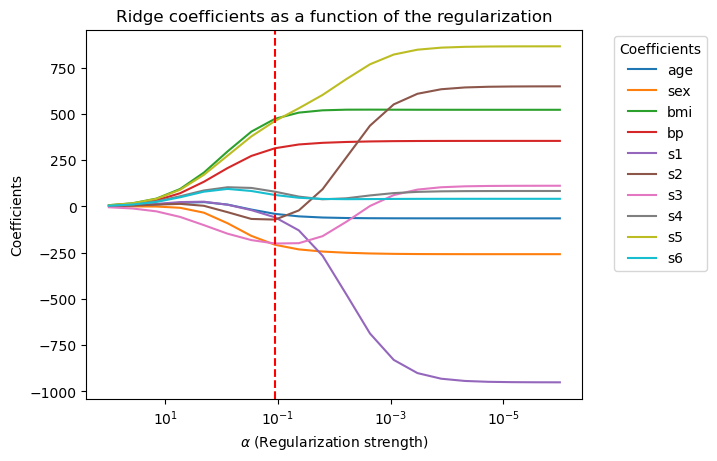 Ridge coefficients as a function of the regularization
Coefficients
750
500
250
0
−250
−500
−750
−1000
10¹
10⁻¹
10⁻³
10⁻⁵
α (Regularization strength)
Coefficients
age
sex
bmi
bp
s1
s2
s3
s4
s5
s6